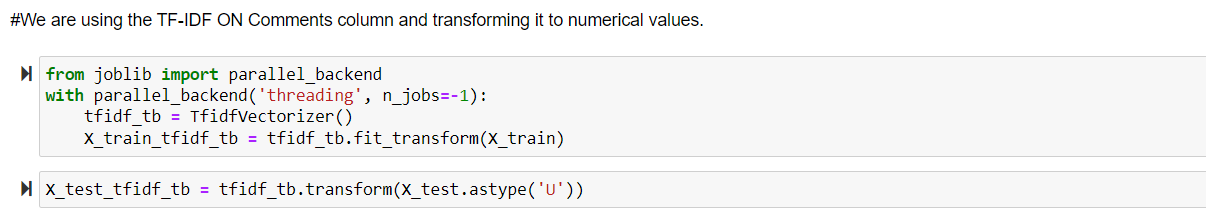 #We are using the TF-IDF ON Comments column and transforming it to numerical values.
from joblib import parallel_backend
with parallel_backend('threading', n_jobs=-1):
    tfidf_tb = TfidfVectorizer()
    X_train_tfidf_tb = tfidf_tb.fit_transform(X_train)
X_test_tfidf_tb = tfidf_tb.transform(X_test.astype('U'))